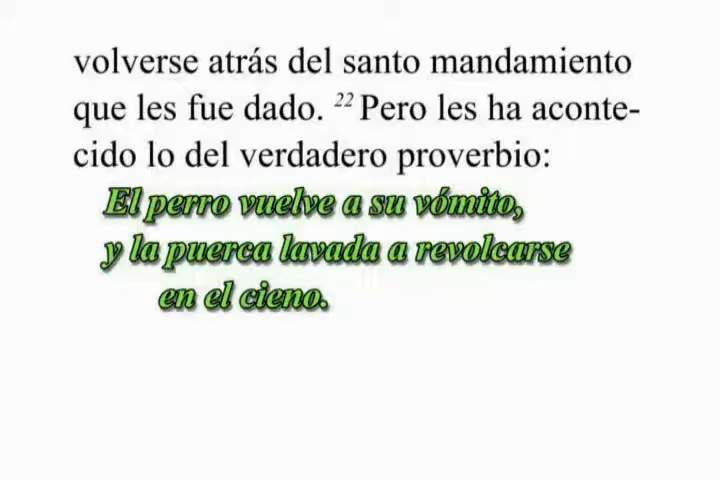 volverse atrás del santo mandamiento
que les fue dado. 22 Pero les ha aconte-
cido lo del verdadero proverbio:
El perro vuelve a su vómito,
y la puerca lavada a revolcarse
en el cieno.